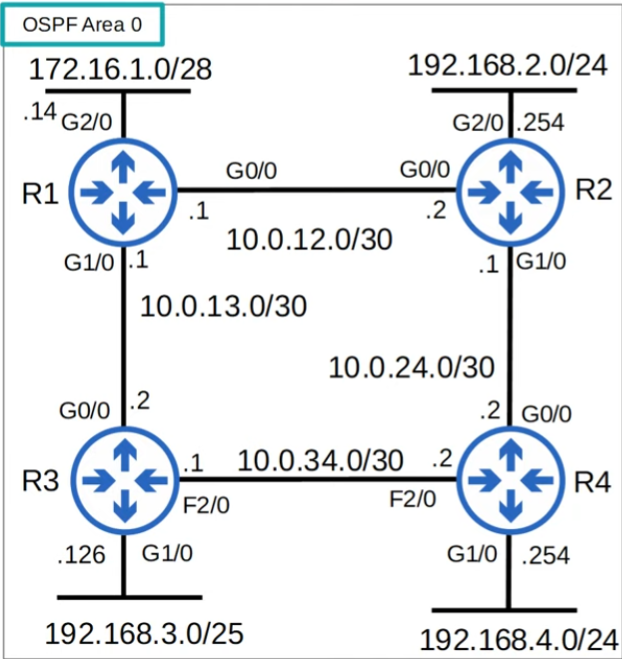 OSPF Area 0
172.16.1.0/28
192.168.2.0/24
.14
G2/0
G2/0
.254
R1
G0/0
G0/0
R2
.1
.2
10.0.12.0/30
G1/0
.1
.1
G1/0
10.0.13.0/30
10.0.24.0/30
G0/0
.2
.2
G0/0
R3
.1
10.0.34.0/30
.2
R4
F2/0
F2/0
.126
G1/0
G1/0
.254
192.168.3.0/25
192.168.4.0/24